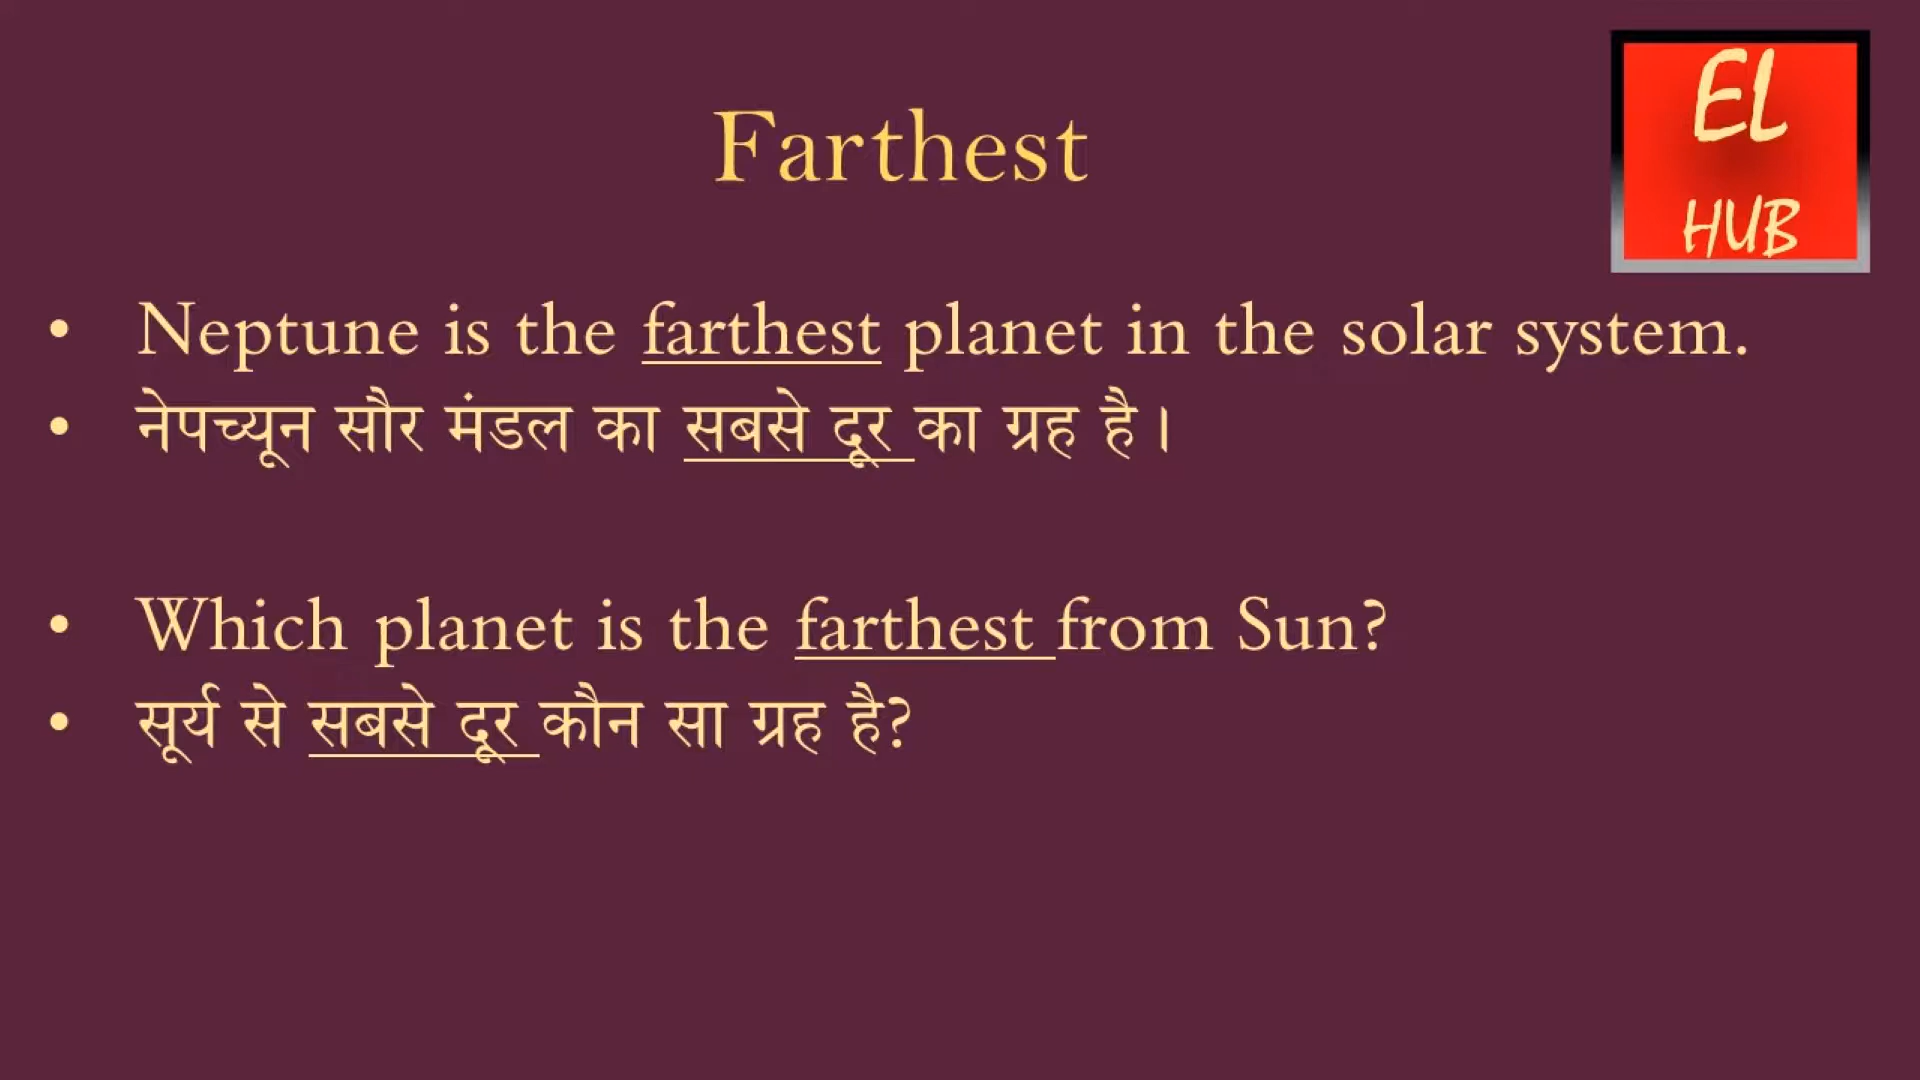 EL
HUB
Farthest
• Neptune is the farthest planet in the solar system.
• नेपच्यून सौर मंडल का सबसे दूर का ग्रह है।
• Which planet is the farthest from Sun?
• सूर्य से सबसे दूर कौन सा ग्रह है?